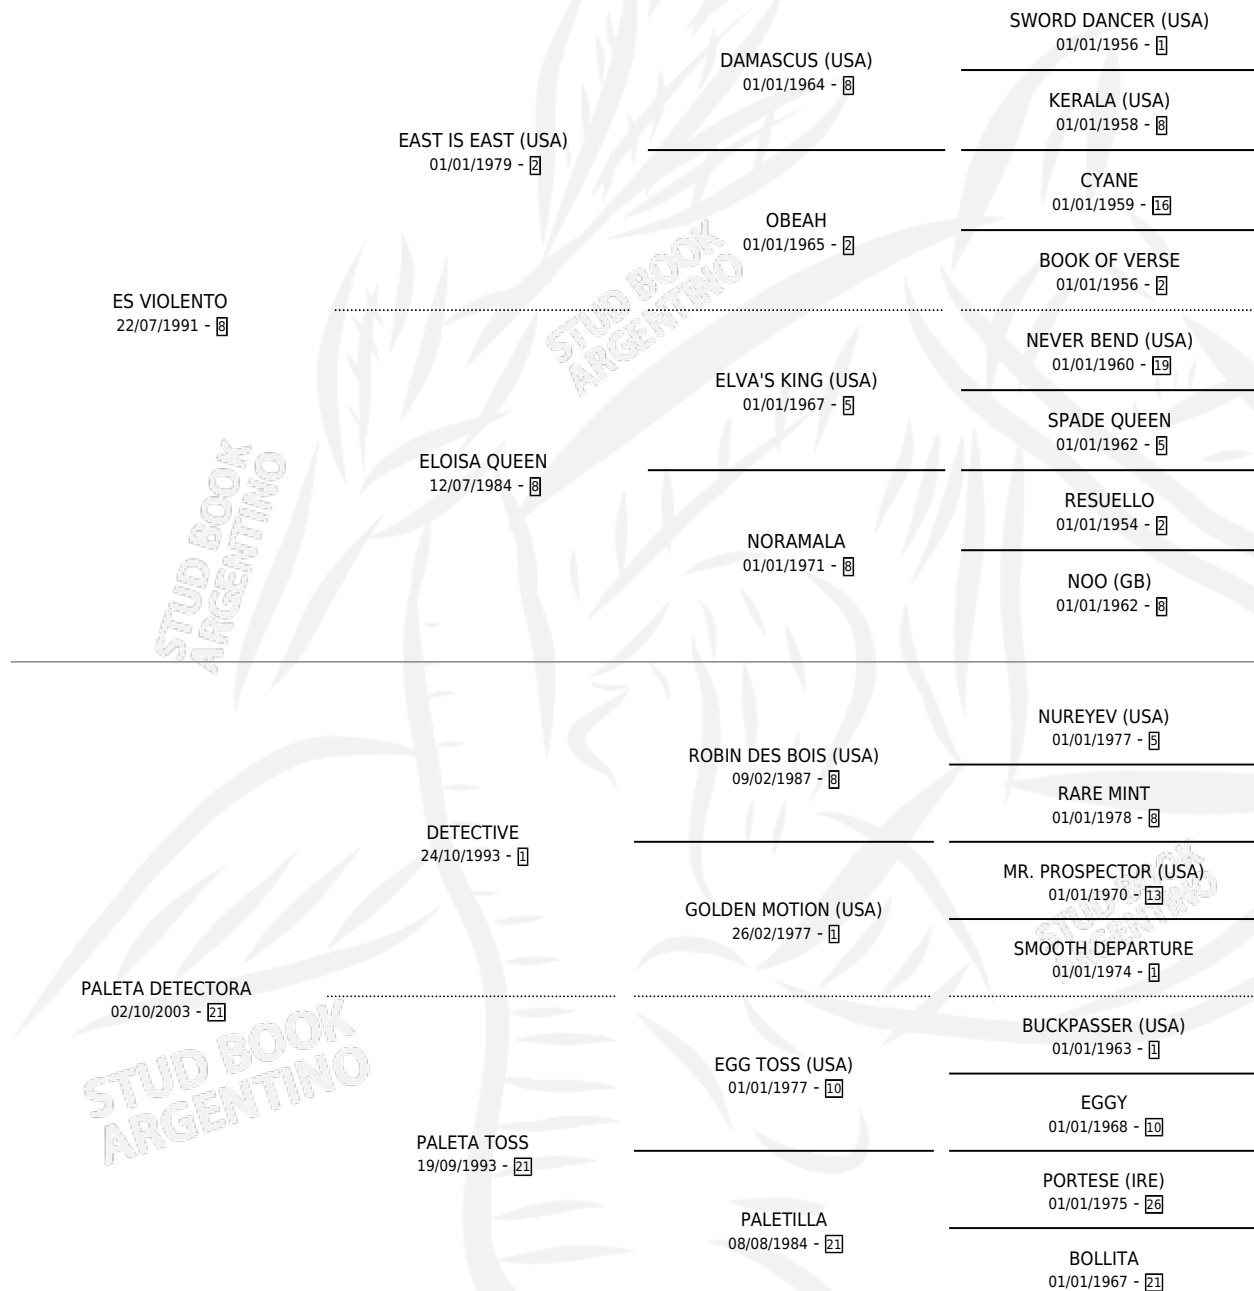 SWORD DANCER (USA)
01/01/1956 - 1
DAMASCUS (USA)
01/01/1964 - 8
KERALA (USA)
01/01/1958 - 8
EAST IS EAST (USA)
01/01/1979 - 2
CYANE
01/01/1959 - 16
OBEAH
01/01/1965 - 2
BOOK OF VERSE
01/01/1956 - 2
ES VIOLENTO
22/07/1991 - 8
STUD BOOK
ARGENTINO
NEVER BEND (USA)
01/01/1960 - 19
ELVA'S KING (USA)
01/01/1967 - 5
SPADE QUEEN
01/01/1962 - 5
ELOISA QUEEN
12/07/1984 - 8
RESUELLO
01/01/1954 - 2
NORAMALA
01/01/1971 - 8
NOO (GB)
01/01/1962 - 8
STUD BOOK
ARGENTINO
NUREYEV (USA)
01/01/1977 - 5
ROBIN DES BOIS (USA)
09/02/1987 - 8
RARE MINT
01/01/1978 - 8
DETECTIVE
24/10/1993 - 1
MR. PROSPECTOR (USA)
01/01/1970 - 13
GOLDEN MOTION (USA)
26/02/1977 - 1
SMOOTH DEPARTURE
01/01/1974 - 1
STUD BOOK
ARGENTINO
PALETA DETECTORA
02/10/2003 - 21
BUCKPASSER (USA)
01/01/1963 - 1
EGG TOSS (USA)
01/01/1977 - 10
EGGY
01/01/1968 - 10
STUD BOOK
ARGENTINO
PALETA TOSS
19/09/1993 - 21
PORTESE (IRE)
01/01/1975 - 26
PALETILLA
08/08/1984 - 21
BOLLITA
01/01/1967 - 21